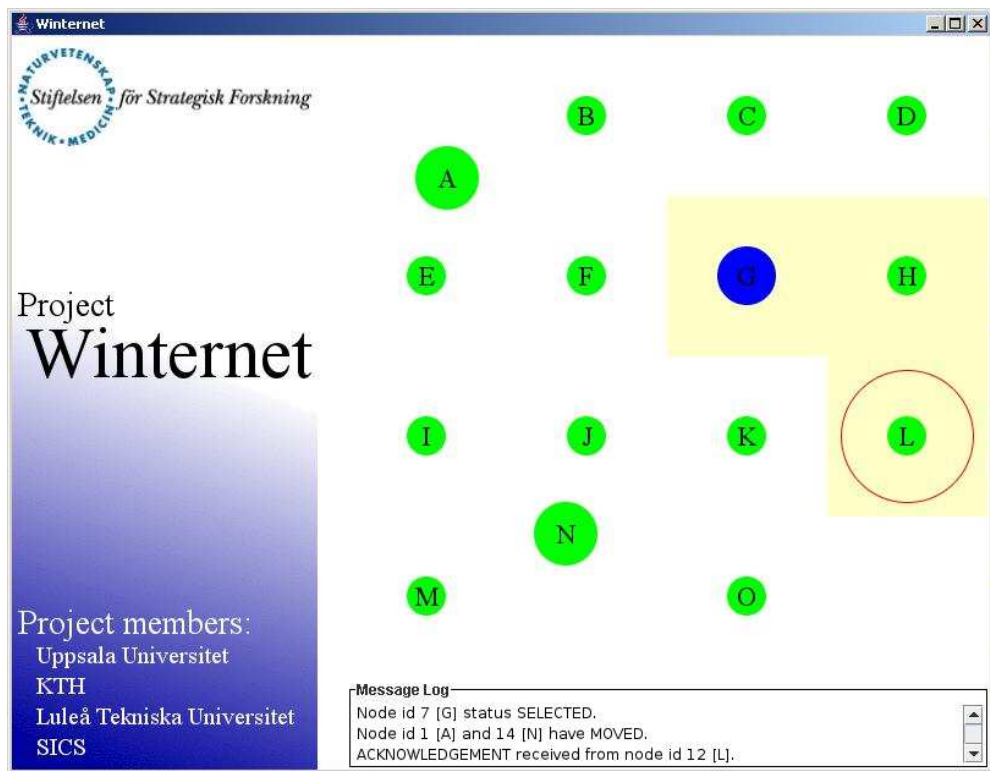 Winternet
NATURVETENSKAP
Stiftelsen för Strategisk Forskning
TEKNIK • MEDICIN
B
C
D
A
E
F
G
H
Project
Winternet
I
J
K
L
N
M
O
Project members:
Uppsala Universitet
KTH
Luleå Tekniska Universitet
SICS
Message Log
Node id 7 [G] status SELECTED.
Node id 1 [A] and 14 [N] have MOVED.
ACKNOWLEDGEMENT received from node id 12 [L].